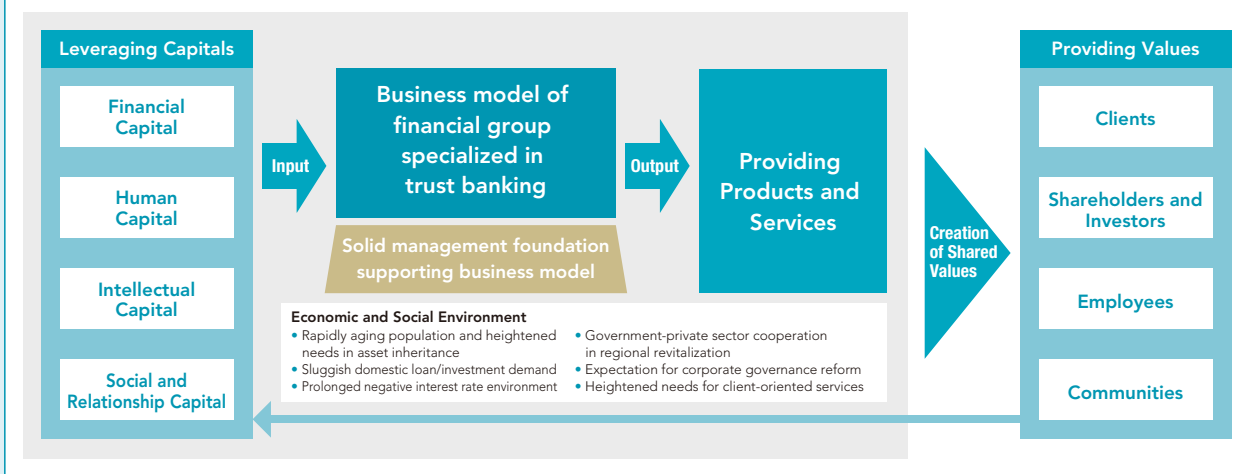 Leveraging Capitals
Financial
Capital
Human
Capital
Intellectual
Capital
Social and
Relationship Capital
Input
Business model of
financial group
specialized in
trust banking
Solid management foundation
supporting business model
Output
Providing
Products and
Services
Economic and Social Environment
• Rapidly aging population and heightened
needs in asset inheritance
• Sluggish domestic loan/investment demand
• Prolonged negative interest rate environment
• Government-private sector cooperation
in regional revitalization
• Expectation for corporate governance reform
• Heightened needs for client-oriented services
Creation
of Shared
Values
Providing Values
Clients
Shareholders and
Investors
Employees
Communities